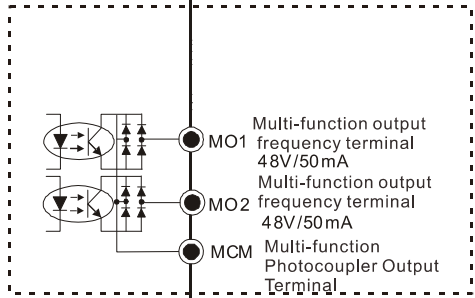 MO1 Multi-function output
frequency terminal
48V/50mA
MO2 Multi-function output
frequency terminal
48V/50mA
MCM Multi-function
Photocoupler Output
Terminal